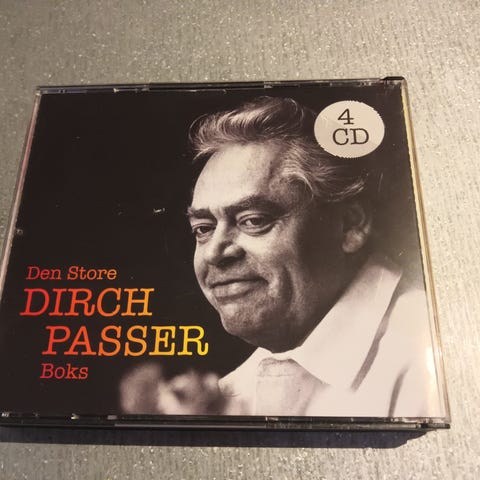 4
CD
Den Store
DIRCH
PASSER
Boks